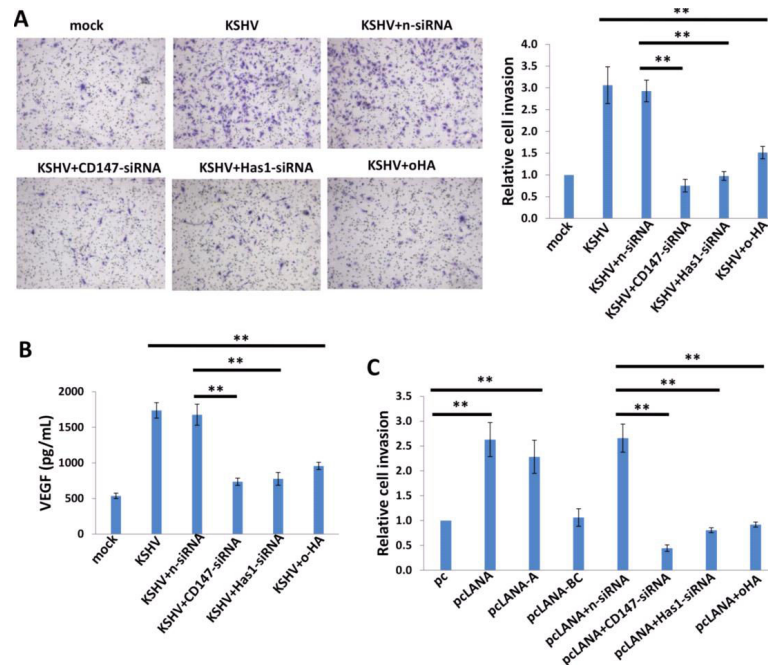 A
mock
KSHV
KSHV+n-siRNA
KSHV+CD147-siRNA
KSHV+Has1-siRNA
KSHV+oHA
**
**
**
Relative cell invasion
4.0
3.5
3.0
2.5
2.0
1.5
1.0
0.5
0.0
mock
KSHV
KSHV+n-siRNA
KSHV+CD147-siRNA
KSHV+Has1-siRNA
KSHV+o-HA
B
**
**
**
VEGF (pg/mL)
2000
1500
1000
500
0
mock
KSHV
KSHV+n-siRNA
KSHV+CD147-siRNA
KSHV+Has1-siRNA
KSHV+o-HA
C
**
**
**
**
**
Relative cell invasion
3.5
3.0
2.5
2.0
1.5
1.0
0.5
0.0
pc
pcLANA
pcLANA-A
pcLANA-BC
pcLANA+n-siRNA
pcLANA+CD147-siRNA
pcLANA+Has1-siRNA
pcLANA+oHA